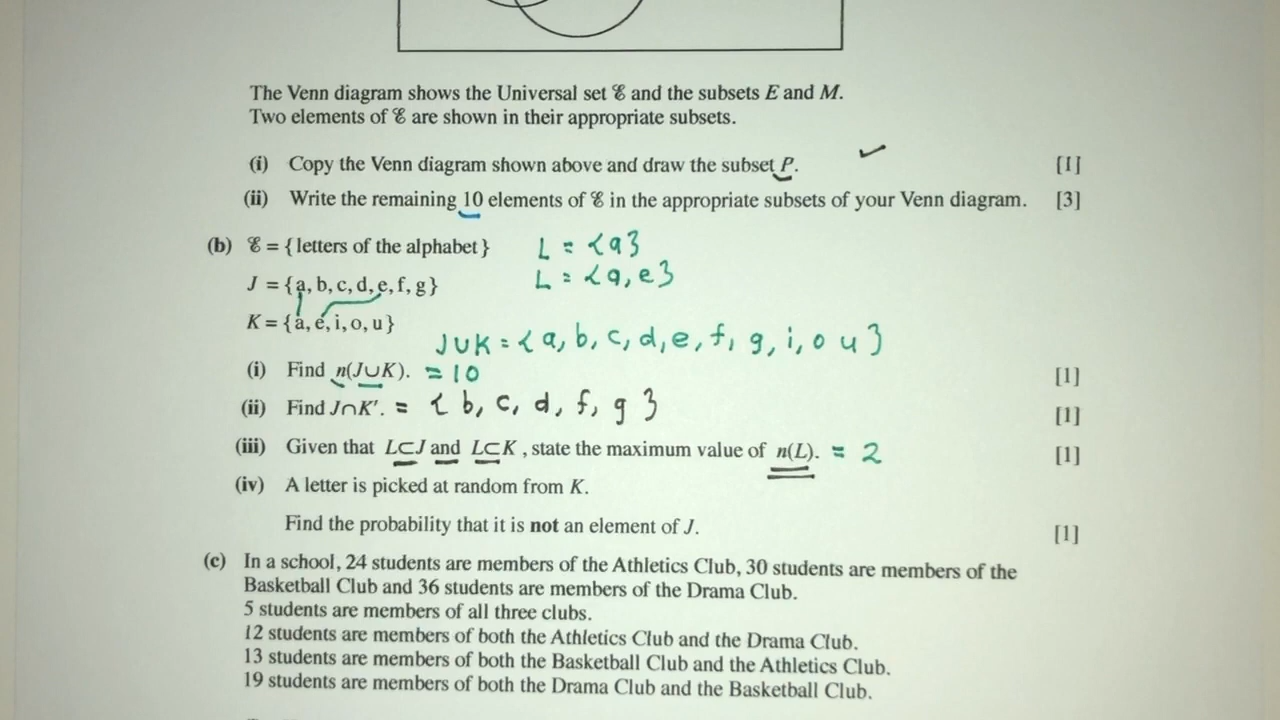 The Venn diagram shows the Universal set ℰ and the subsets E and M.
Two elements of ℰ are shown in their appropriate subsets.
(i) Copy the Venn diagram shown above and draw the subset P. [1]
(ii) Write the remaining 10 elements of ℰ in the appropriate subsets of your Venn diagram. [3]
(b) ℰ = {letters of the alphabet} L = {a}
L = {a, e}
J = {a, b, c, d, e, f, g}
K = {a, e, i, o, u}
J∪K = {a, b, c, d, e, f, g, i, o u}
(i) Find n(J∪K). = 10 [1]
(ii) Find J∩K'. = { b, c, d, f, g } [1]
(iii) Given that L⊂J and L⊂K , state the maximum value of n(L). = 2 [1]
(iv) A letter is picked at random from K.
Find the probability that it is not an element of J. [1]
(c) In a school, 24 students are members of the Athletics Club, 30 students are members of the
Basketball Club and 36 students are members of the Drama Club.
5 students are members of all three clubs.
12 students are members of both the Athletics Club and the Drama Club.
13 students are members of both the Basketball Club and the Athletics Club.
19 students are members of both the Drama Club and the Basketball Club.